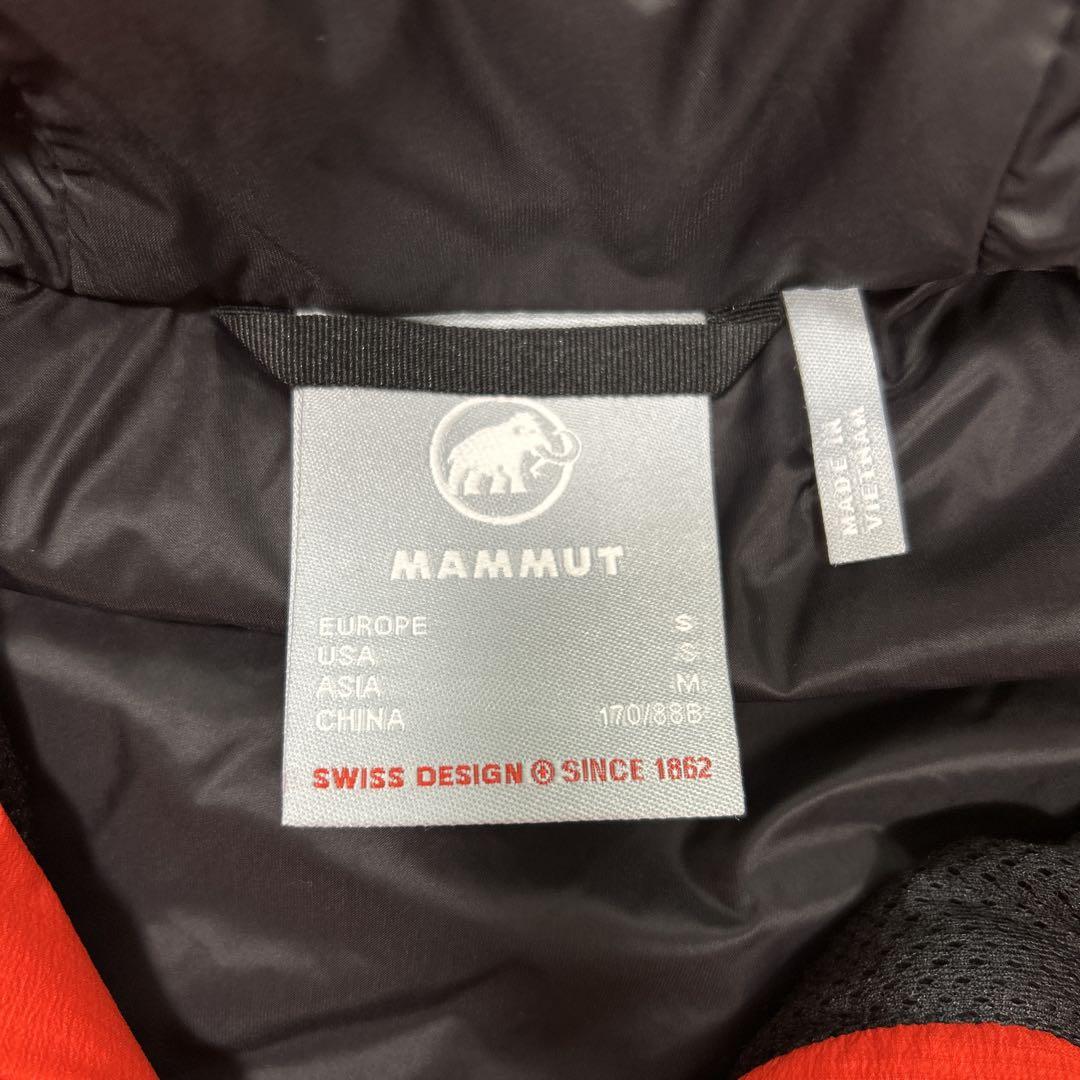 MAMMUT
EUROPE S
USA S
ASIA M
CHINA 170/88B
SWISS DESIGN SINCE 1862
MADE IN
VIETNAM